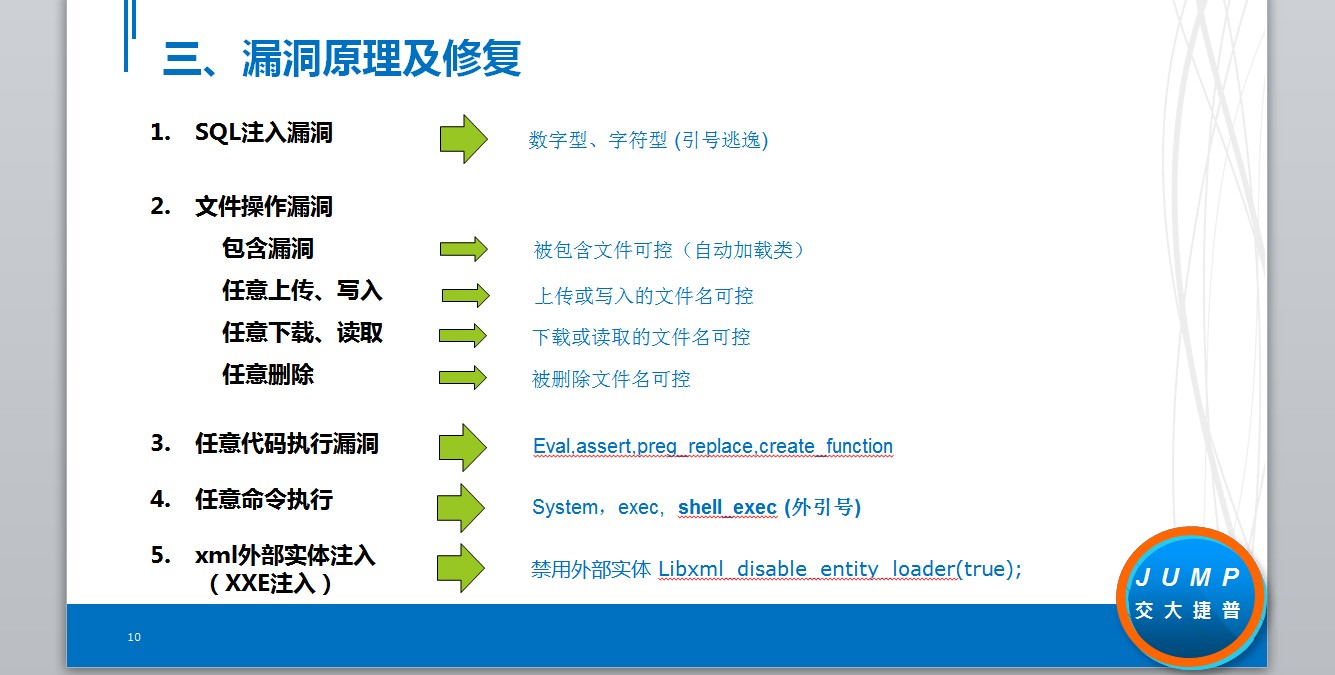 三、漏洞原理及修复
1. SQL注入漏洞
数字型、字符型 (引号逃逸)
2. 文件操作漏洞
包含漏洞
被包含文件可控（自动加载类）
任意上传、写入
上传或写入的文件名可控
任意下载、读取
下载或读取的文件名可控
任意删除
被删除文件名可控
3. 任意代码执行漏洞
Eval,assert,preg_replace,create_function
4. 任意命令执行
System，exec，shell_exec (外引号)
5. xml外部实体注入
（XXE注入）
禁用外部实体 Libxml_disable_entity_loader(true);
10
JUMP
交大捷普